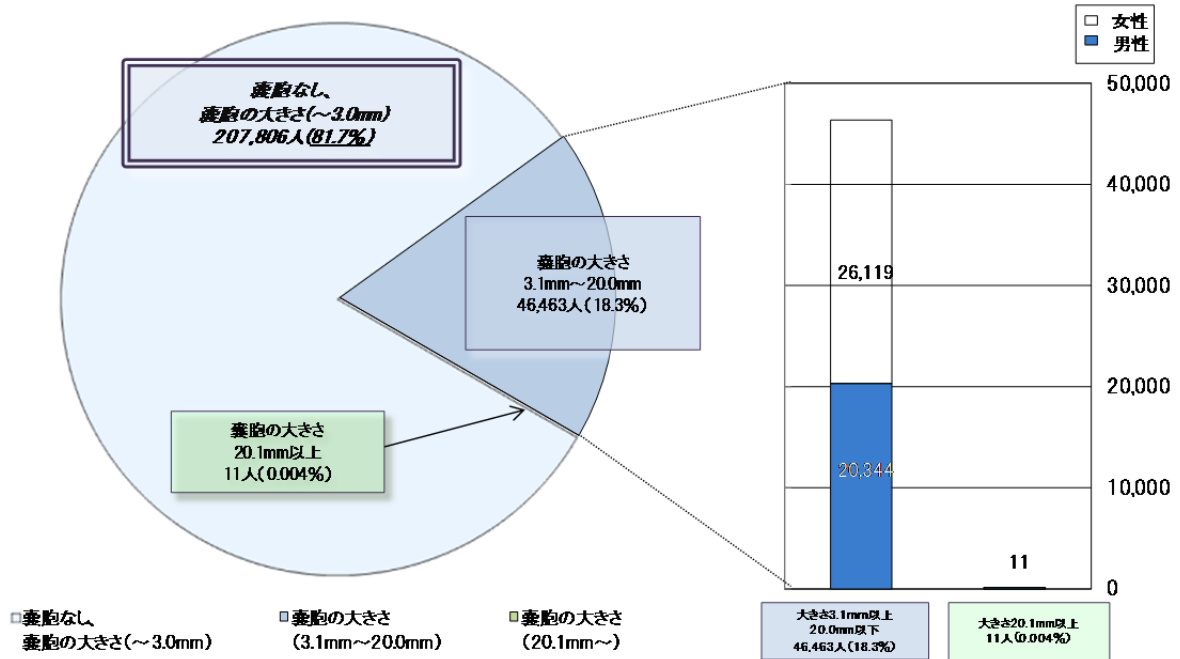 女性
男性
嚢胞なし、
嚢胞の大きさ(～3.0mm)
207,806人(81.7%)
嚢胞の大きさ
3.1mm～20.0mm
46,463人(18.3%)
嚢胞の大きさ
20.1mm以上
11人(0.004%)
50,000
40,000
30,000
20,000
10,000
0
26,119
20,344
11
大きさ3.1mm以上
20.0mm以下
46,463人(18.3%)
大きさ20.1mm以上
11人(0.004%)
嚢胞なし、
嚢胞の大きさ(～3.0mm)
嚢胞の大きさ
(3.1mm～20.0mm)
嚢胞の大きさ
(20.1mm～)